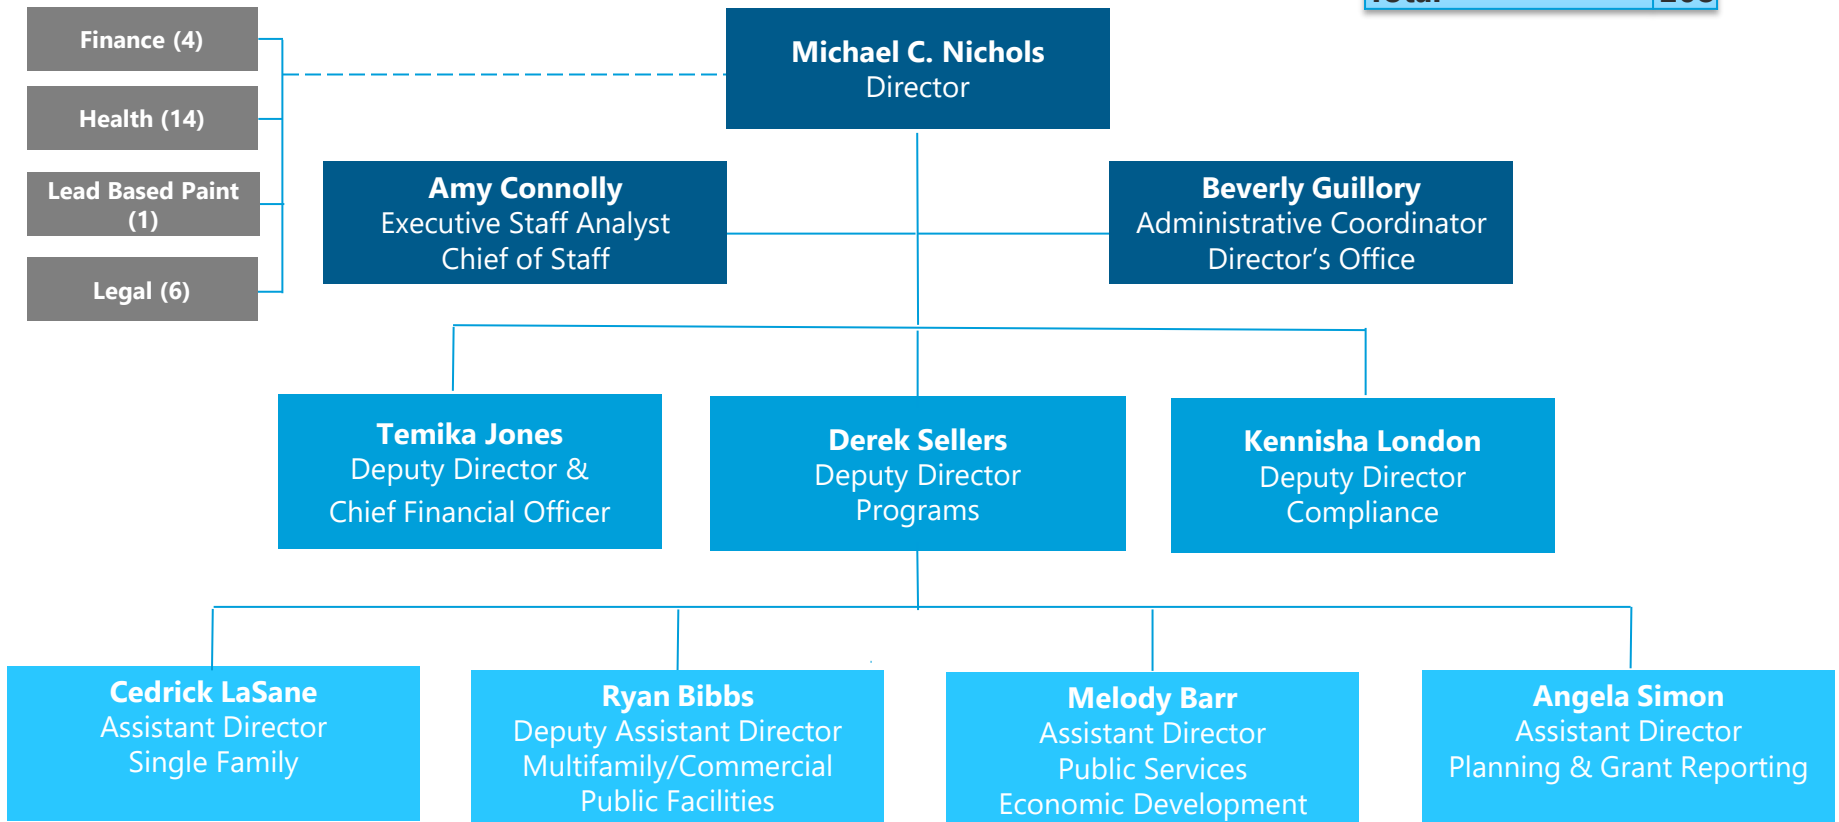 Finance (4)
Health (14)
Lead Based Paint
(1)
Legal (6)
Michael C. Nichols
Director
Amy Connolly
Executive Staff Analyst
Chief of Staff
Beverly Guillory
Administrative Coordinator
Director’s Office
Temika Jones
Deputy Director &
Chief Financial Officer
Derek Sellers
Deputy Director
Programs
Kennisha London
Deputy Director
Compliance
Cedrick LaSane
Assistant Director
Single Family
Ryan Bibbs
Deputy Assistant Director
Multifamily/Commercial
Public Facilities
Melody Barr
Assistant Director
Public Services
Economic Development
Angela Simon
Assistant Director
Planning & Grant Reporting